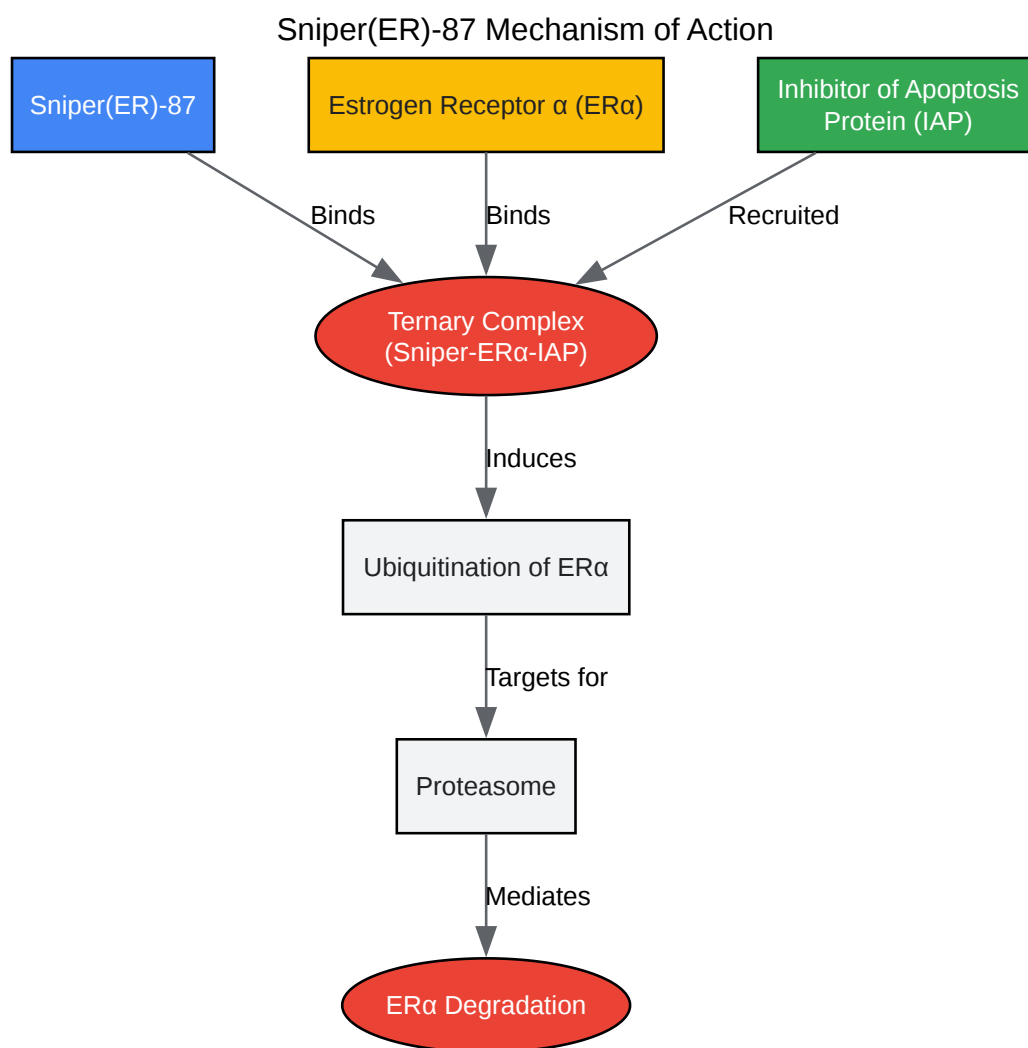 Sniper(ER)-87 Mechanism of Action
Sniper(ER)-87
Estrogen Receptor α (ERα)
Inhibitor of Apoptosis
Protein (IAP)
Binds
Binds
Recruited
Ternary Complex
(Sniper-ERα-IAP)
Induces
Ubiquitination of ERα
Targets for
Proteasome
Mediates
ERα Degradation